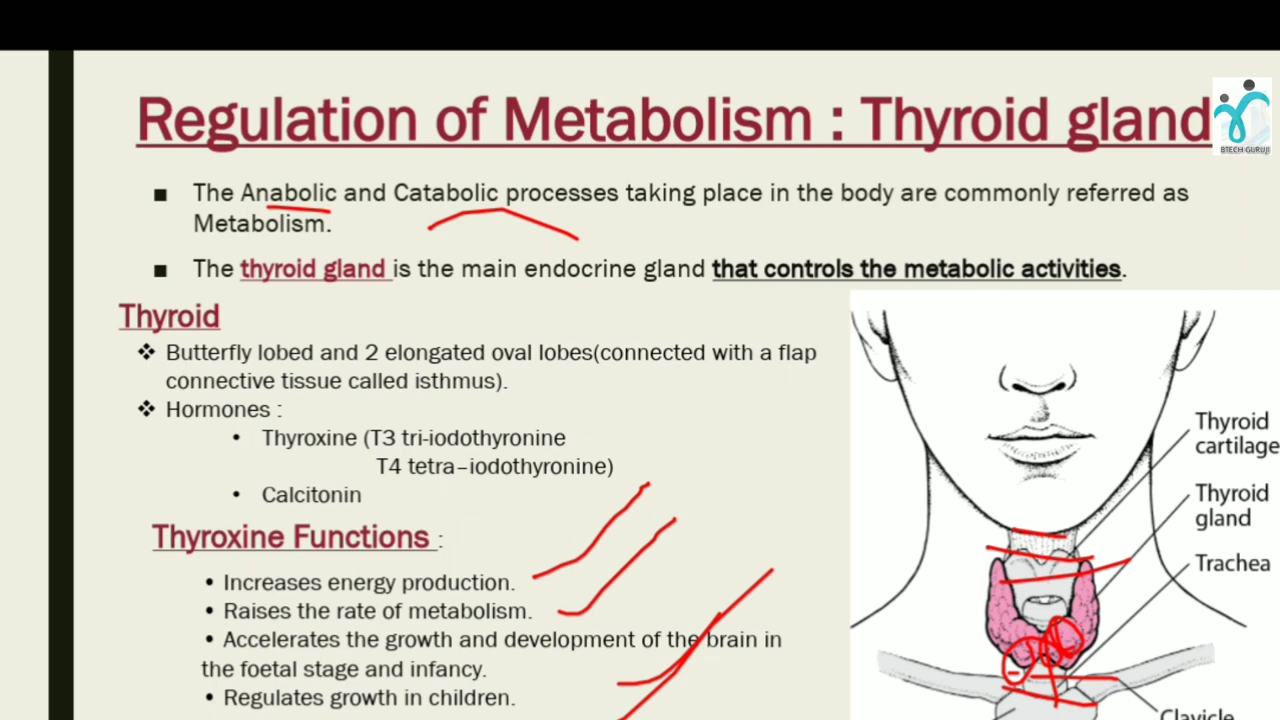 Regulation of Metabolism : Thyroid gland
BTECH GURUJI
■ The Anabolic and Catabolic processes taking place in the body are commonly referred as
Metabolism.
■ The thyroid gland is the main endocrine gland that controls the metabolic activities.
Thyroid
❖ Butterfly lobed and 2 elongated oval lobes(connected with a flap
connective tissue called isthmus).
❖ Hormones :
• Thyroxine (T3 tri-iodothyronine
T4 tetra–iodothyronine)
• Calcitonin
Thyroxine Functions :
• Increases energy production.
• Raises the rate of metabolism.
• Accelerates the growth and development of the brain in
the foetal stage and infancy.
• Regulates growth in children.
Thyroid
cartilage
Thyroid
gland
Trachea
Clavicle